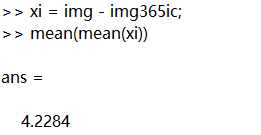 >> xi = img - img365ic;
>> mean(mean(xi))
ans =
4.2284